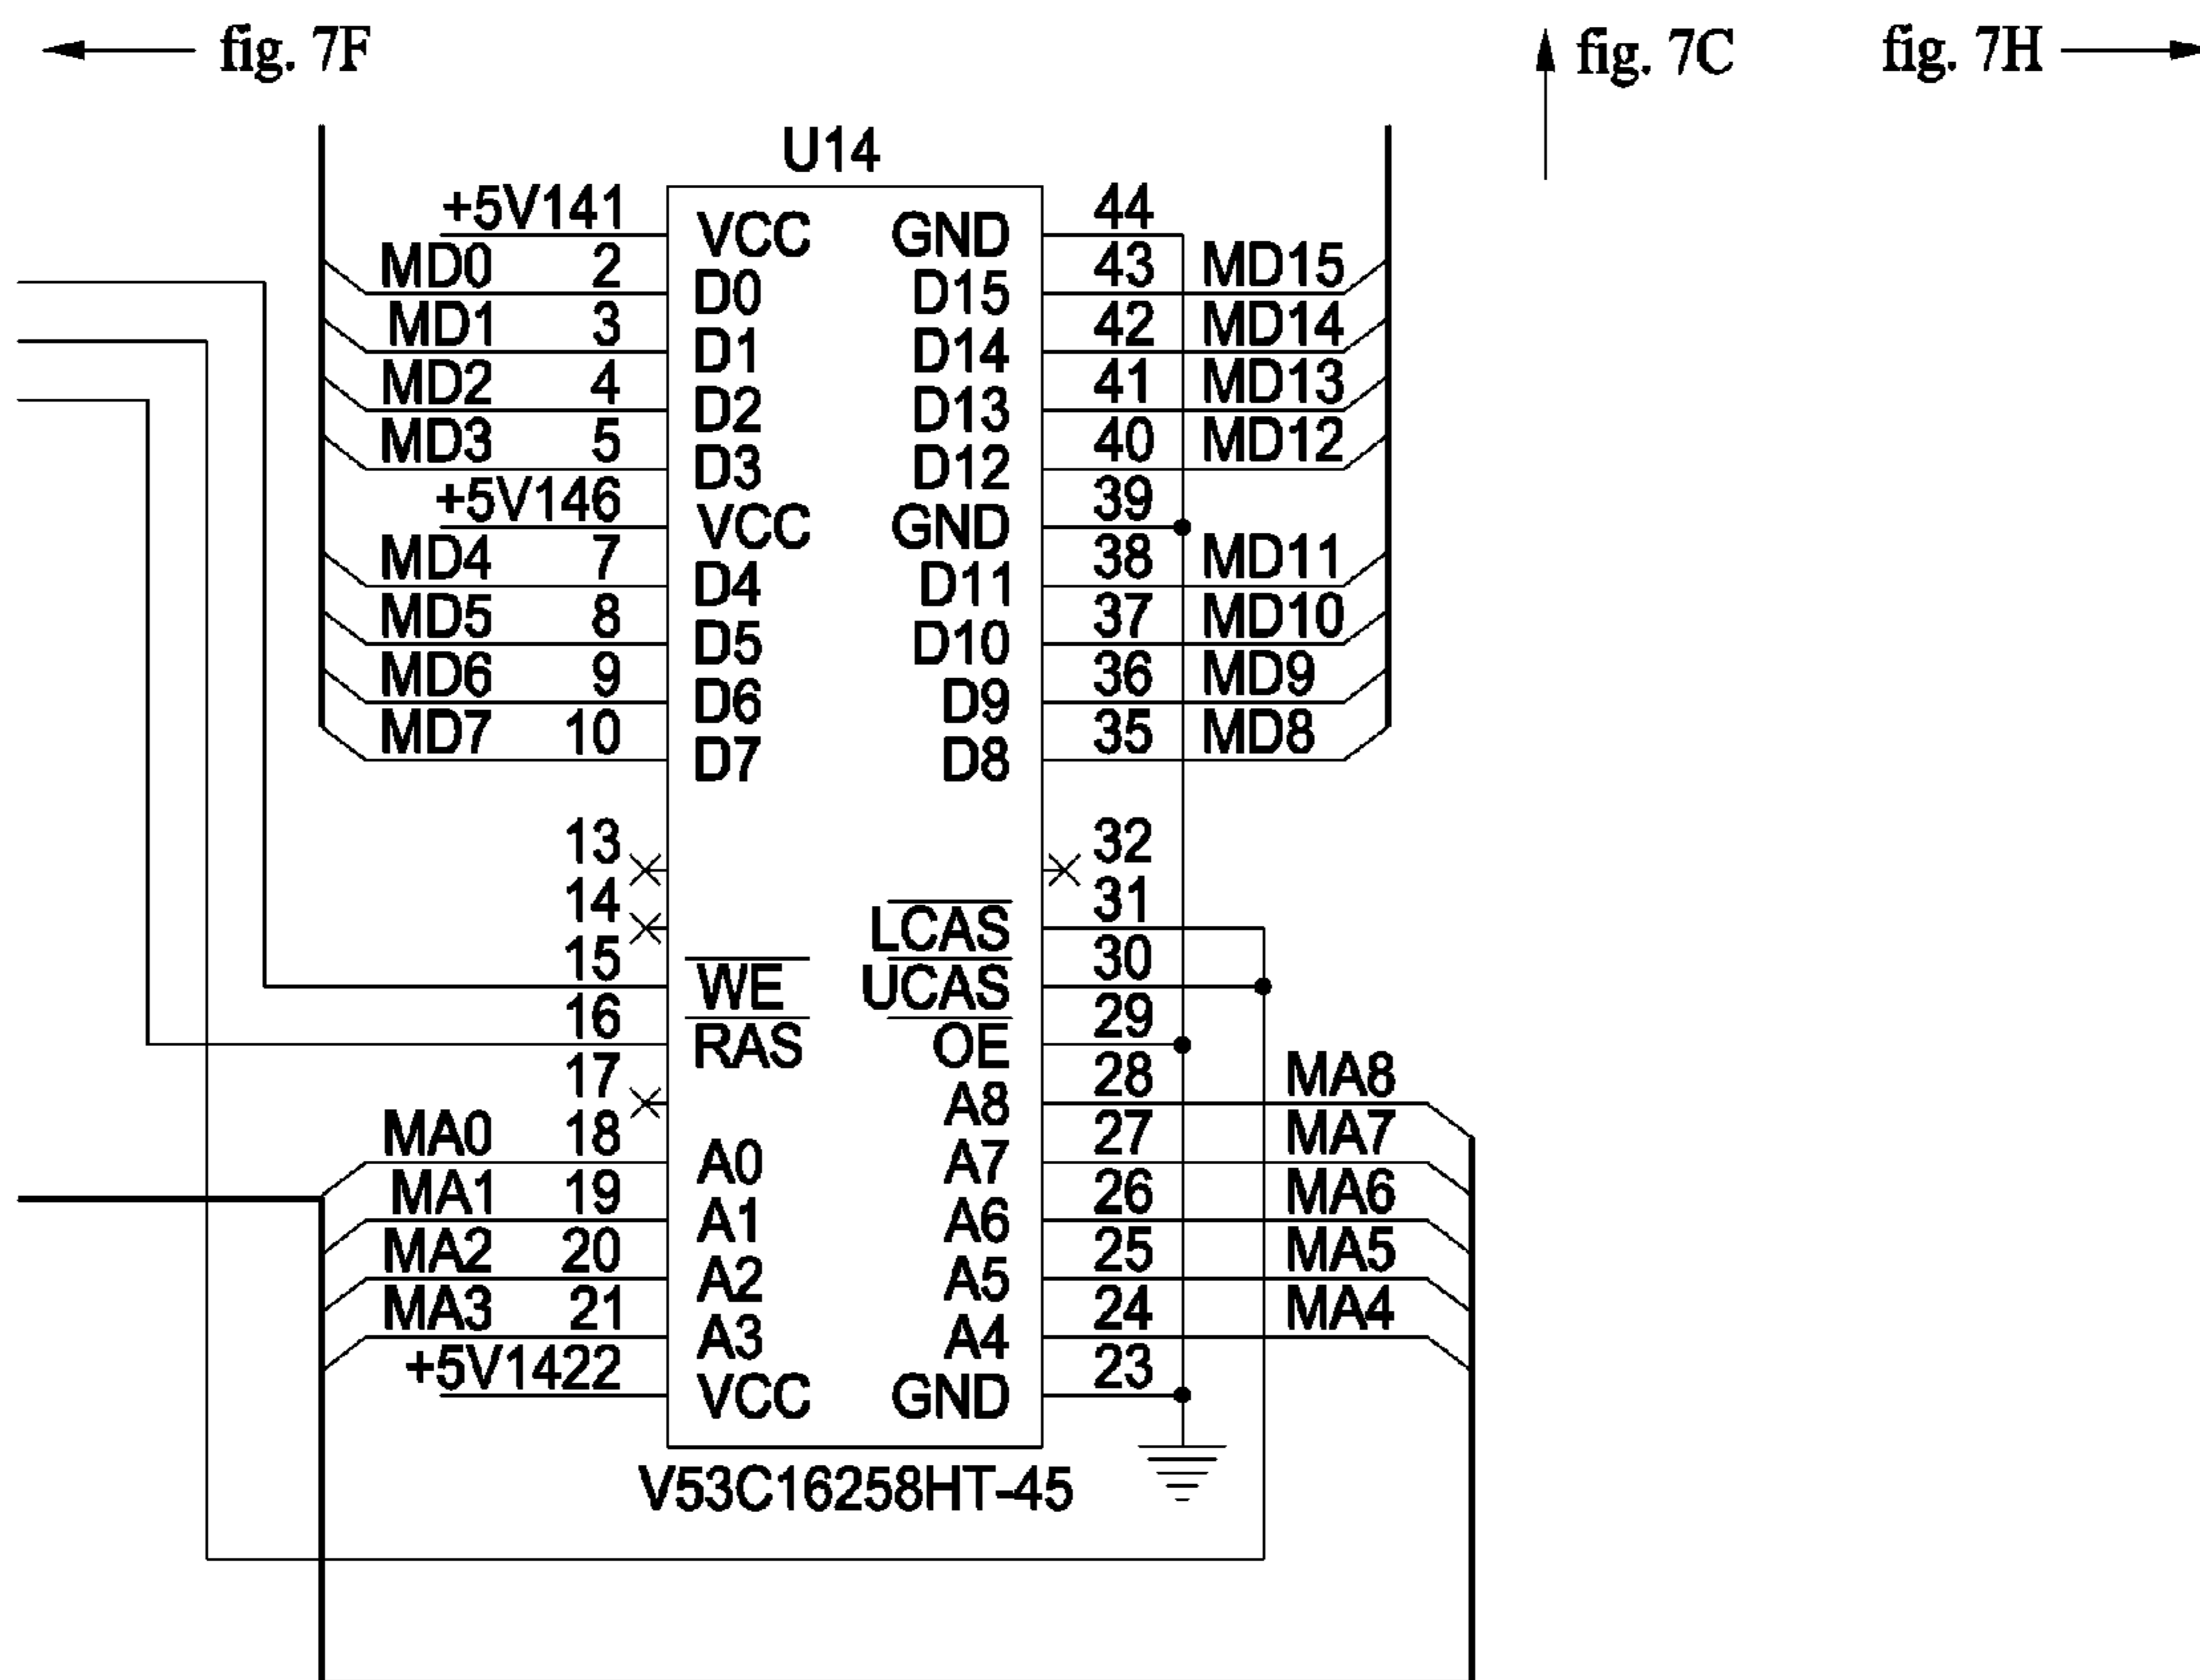 fig. 7F fig. 7C fig. 7H
U14
+5V141 VCC GND 44
MD0 2 D0 D15 43 MD15
MD1 3 D1 D14 42 MD14
MD2 4 D2 D13 41 MD13
MD3 5 D3 D12 40 MD12
+5V146 VCC GND 39
MD4 7 D4 D11 38 MD11
MD5 8 D5 D10 37 MD10
MD6 9 D6 D9 36 MD9
MD7 10 D7 D8 35 MD8
13 32
14 LCAS 31
15 WE UCAS 30
16 RAS OE 29
17 A8 28 MA8
MA0 18 A0 A7 27 MA7
MA1 19 A1 A6 26 MA6
MA2 20 A2 A5 25 MA5
MA3 21 A3 A4 24 MA4
+5V1422 VCC GND 23
V53C16258HT-45